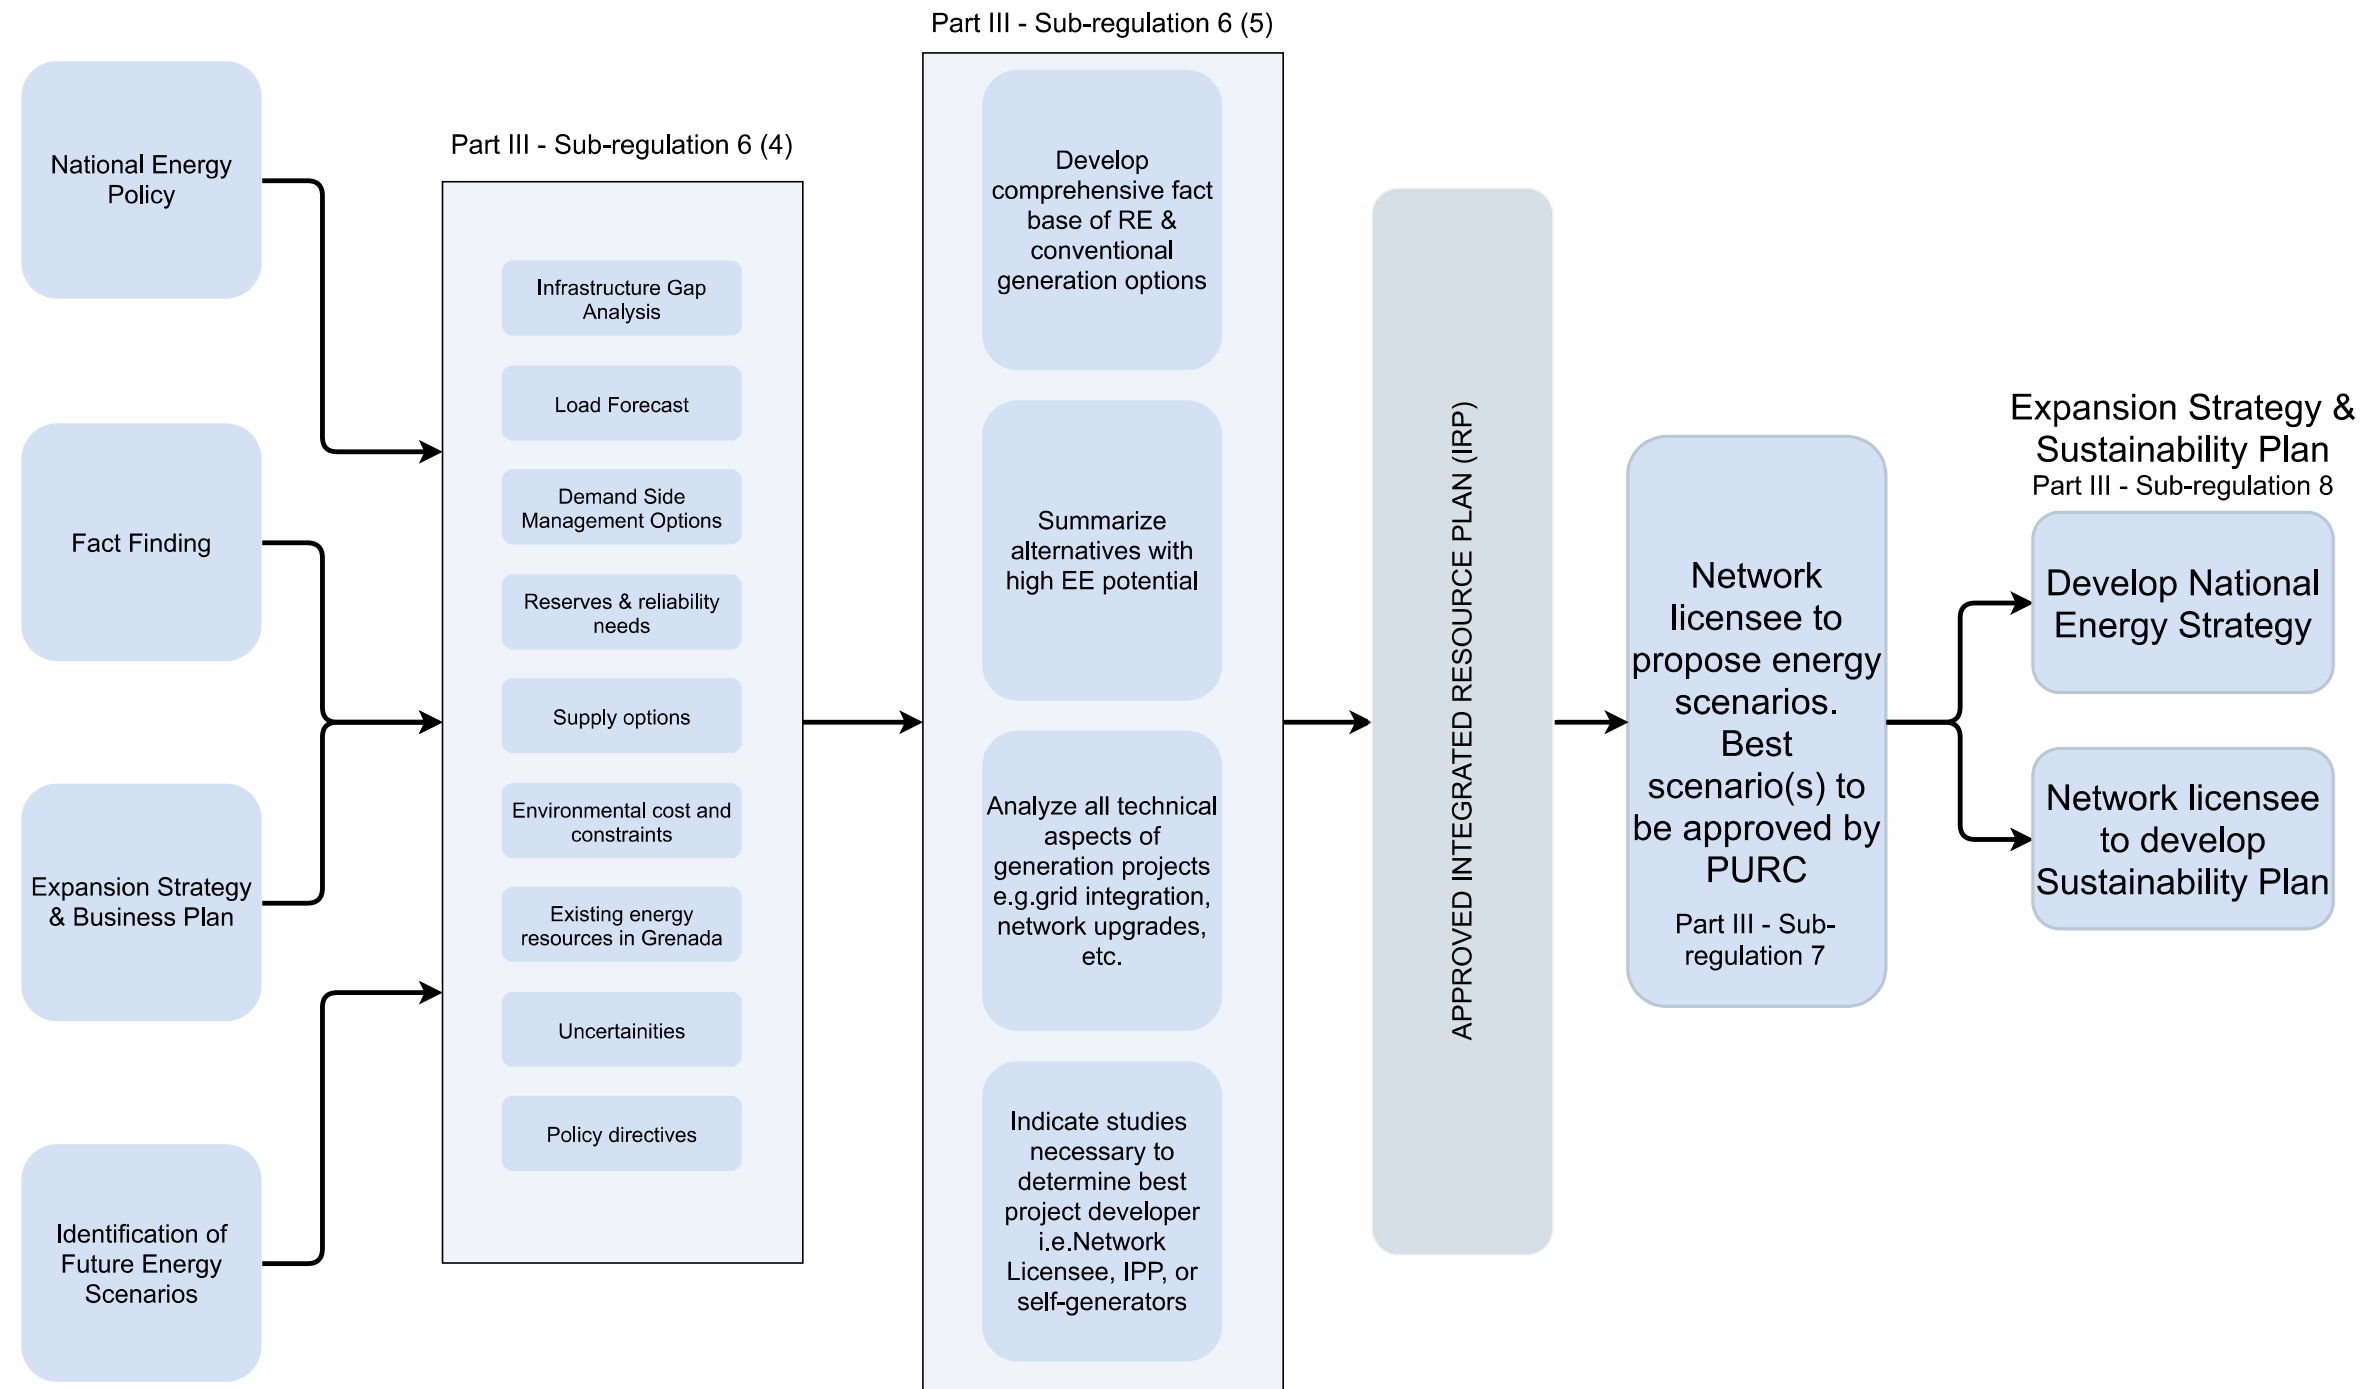 National Energy
Policy
Fact Finding
Expansion Strategy
& Business Plan
Identification of
Future Energy
Scenarios
Part III - Sub-regulation 6 (4)
Infrastructure Gap
Analysis
Load Forecast
Demand Side
Management Options
Reserves & reliability
needs
Supply options
Environmental cost and
constraints
Existing energy
resources in Grenada
Uncertainities
Policy directives
Part III - Sub-regulation 6 (5)
Develop
comprehensive fact
base of RE &
conventional
generation options
Summarize
alternatives with
high EE potential
Analyze all technical
aspects of
generation projects
e.g.grid integration,
network upgrades,
etc.
Indicate studies
necessary to
determine best
project developer
i.e.Network
Licensee, IPP, or
self-generators
APPROVED INTEGRATED RESOURCE PLAN (IRP)
Network
licensee to
propose energy
scenarios.
Best
scenario(s) to
be approved by
PURC
Part III - Sub-
regulation 7
Expansion Strategy &
Sustainability Plan
Part III - Sub-regulation 8
Develop National
Energy Strategy
Network licensee
to develop
Sustainability Plan